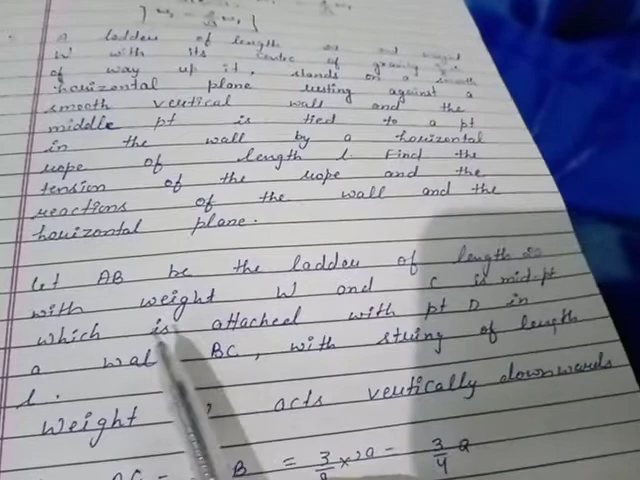 a ladder of length
W with its centre of gravity
of way up it, stands on a smooth
horizontal plane resting against a
smooth vertical wall and the
middle pt is tied to a pt
in the wall by a horizontal
rope of length l. Find the
tension of the rope and the
reactions of the wall and the
horizontal plane.
Let AB be the ladder of length
with weight W and C is mid-pt
which is attached with pt D in
a wal BC, with string of length
l.
Weight , acts vertically downwards
B = 3/8 × 2a = 3/4 a